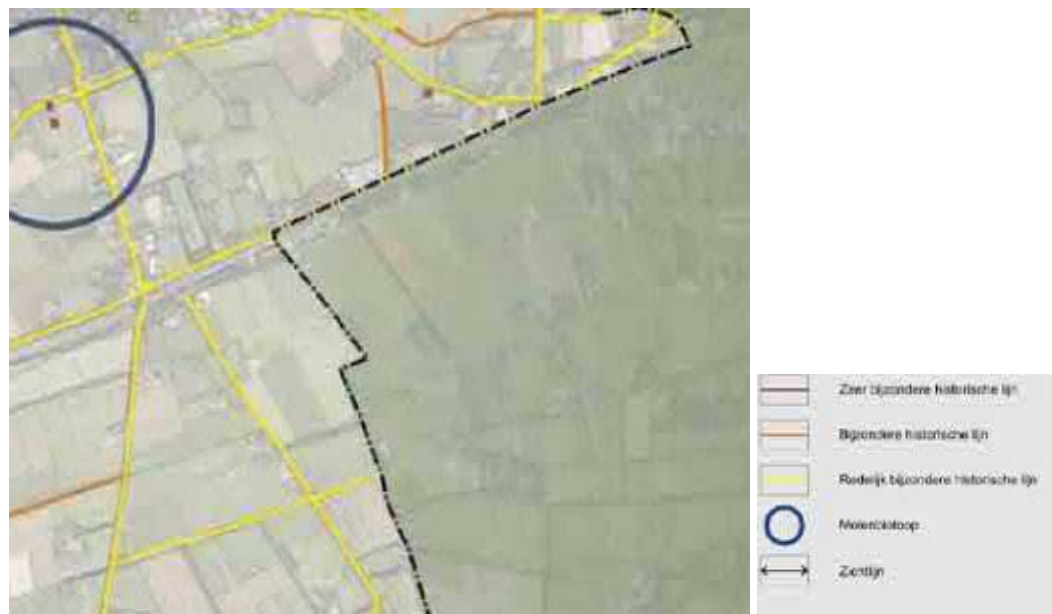 Zeer bijzondere historische lijn
Bijzondere historische lijn
Redelijk bijzondere historische lijn
Molenbiotoop
Zichtlijn